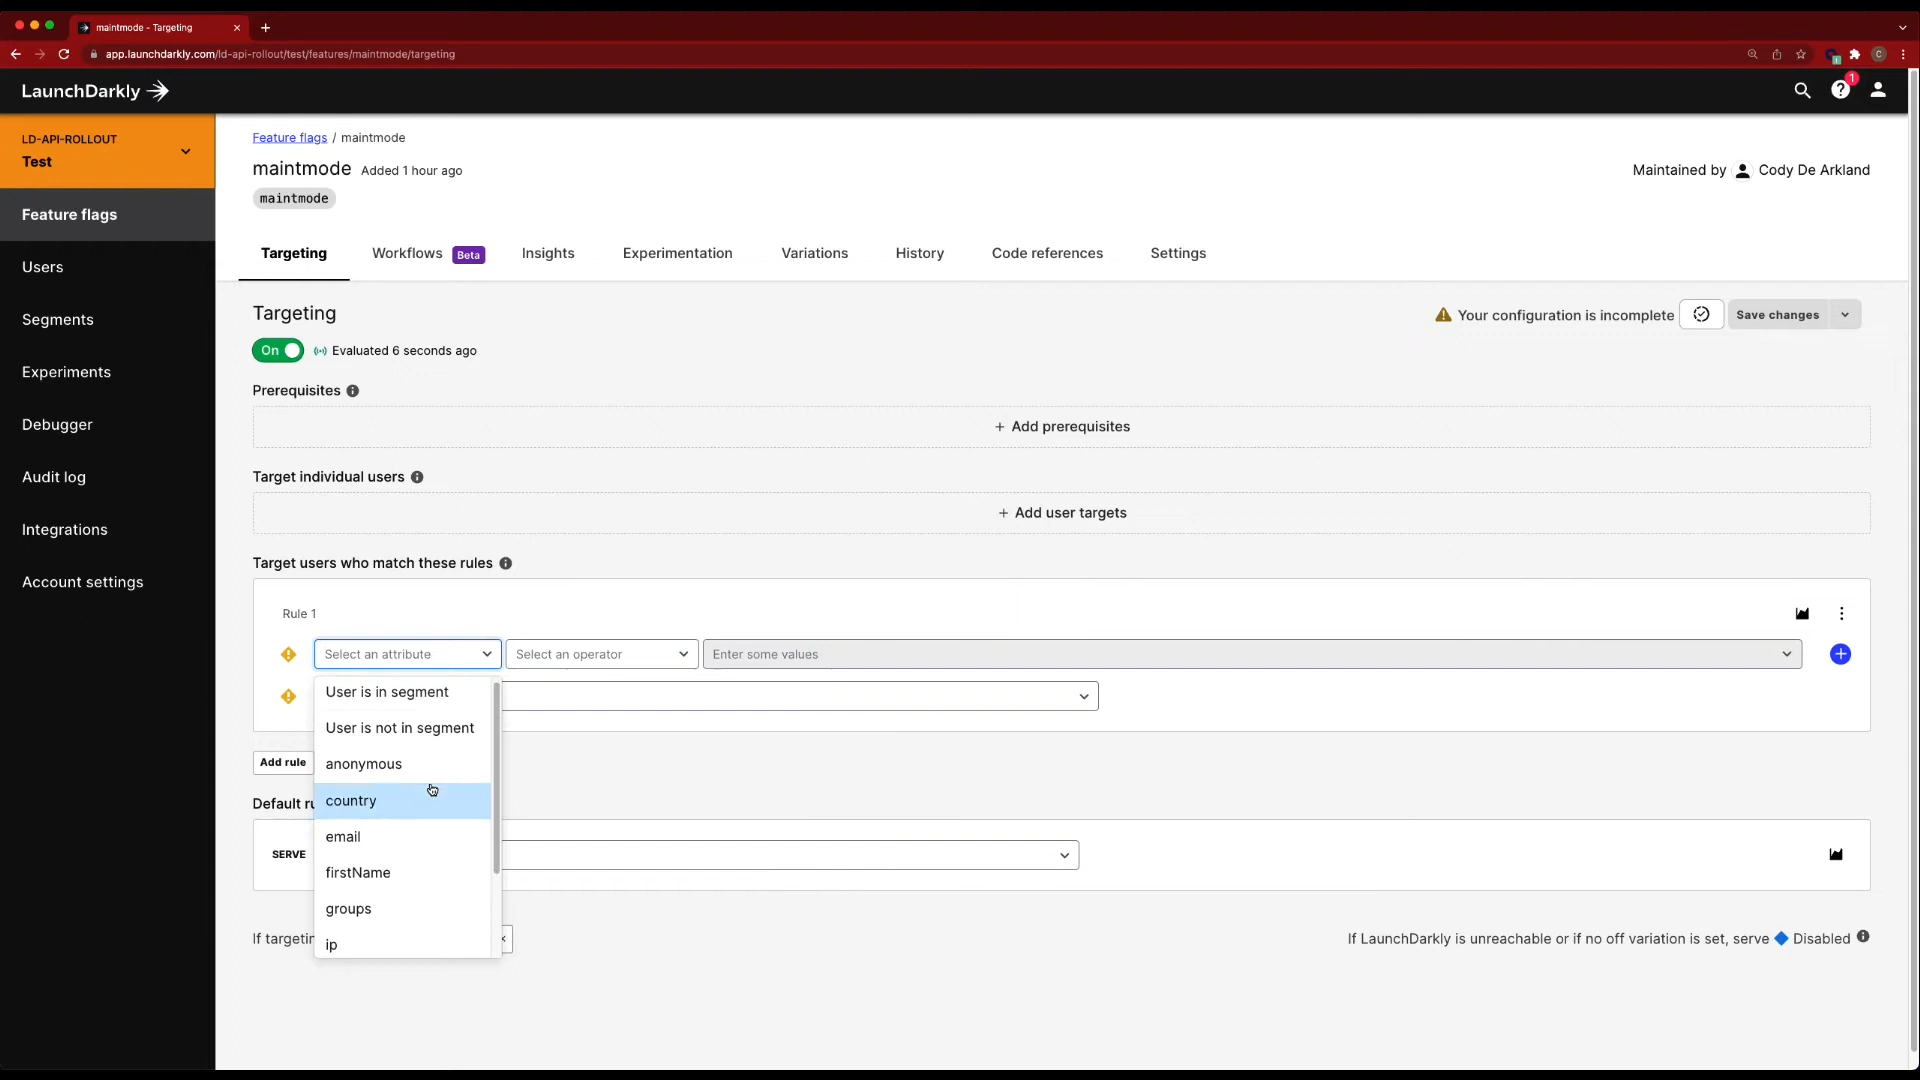 maintmode - Targeting
app.launchdarkly.com/ld-api-rollout/test/features/maintmode/targeting
C
LaunchDarkly
1
LD-API-ROLLOUT
Test
Feature flags
Users
Segments
Experiments
Debugger
Audit log
Integrations
Account settings
Feature flags / maintmode
maintmode Added 1 hour ago
maintmode
Maintained by Cody De Arkland
Targeting Workflows Beta Insights Experimentation Variations History Code references Settings
Targeting
Your configuration is incomplete Save changes
On Evaluated 6 seconds ago
Prerequisites
+ Add prerequisites
Target individual users
+ Add user targets
Target users who match these rules
Rule 1
Select an attribute Select an operator Enter some values
User is in segment
User is not in segment
anonymous
country
email
firstName
groups
ip
Add rule
Default ru
SERVE
If targetin
If LaunchDarkly is unreachable or if no off variation is set, serve Disabled